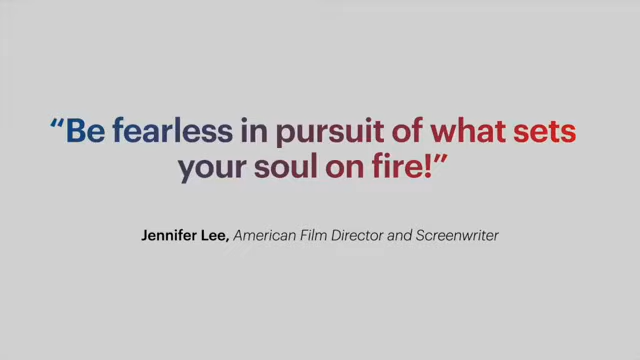 “Be fearless in pursuit of what sets
your soul on fire!”
Jennifer Lee, American Film Director and Screenwriter